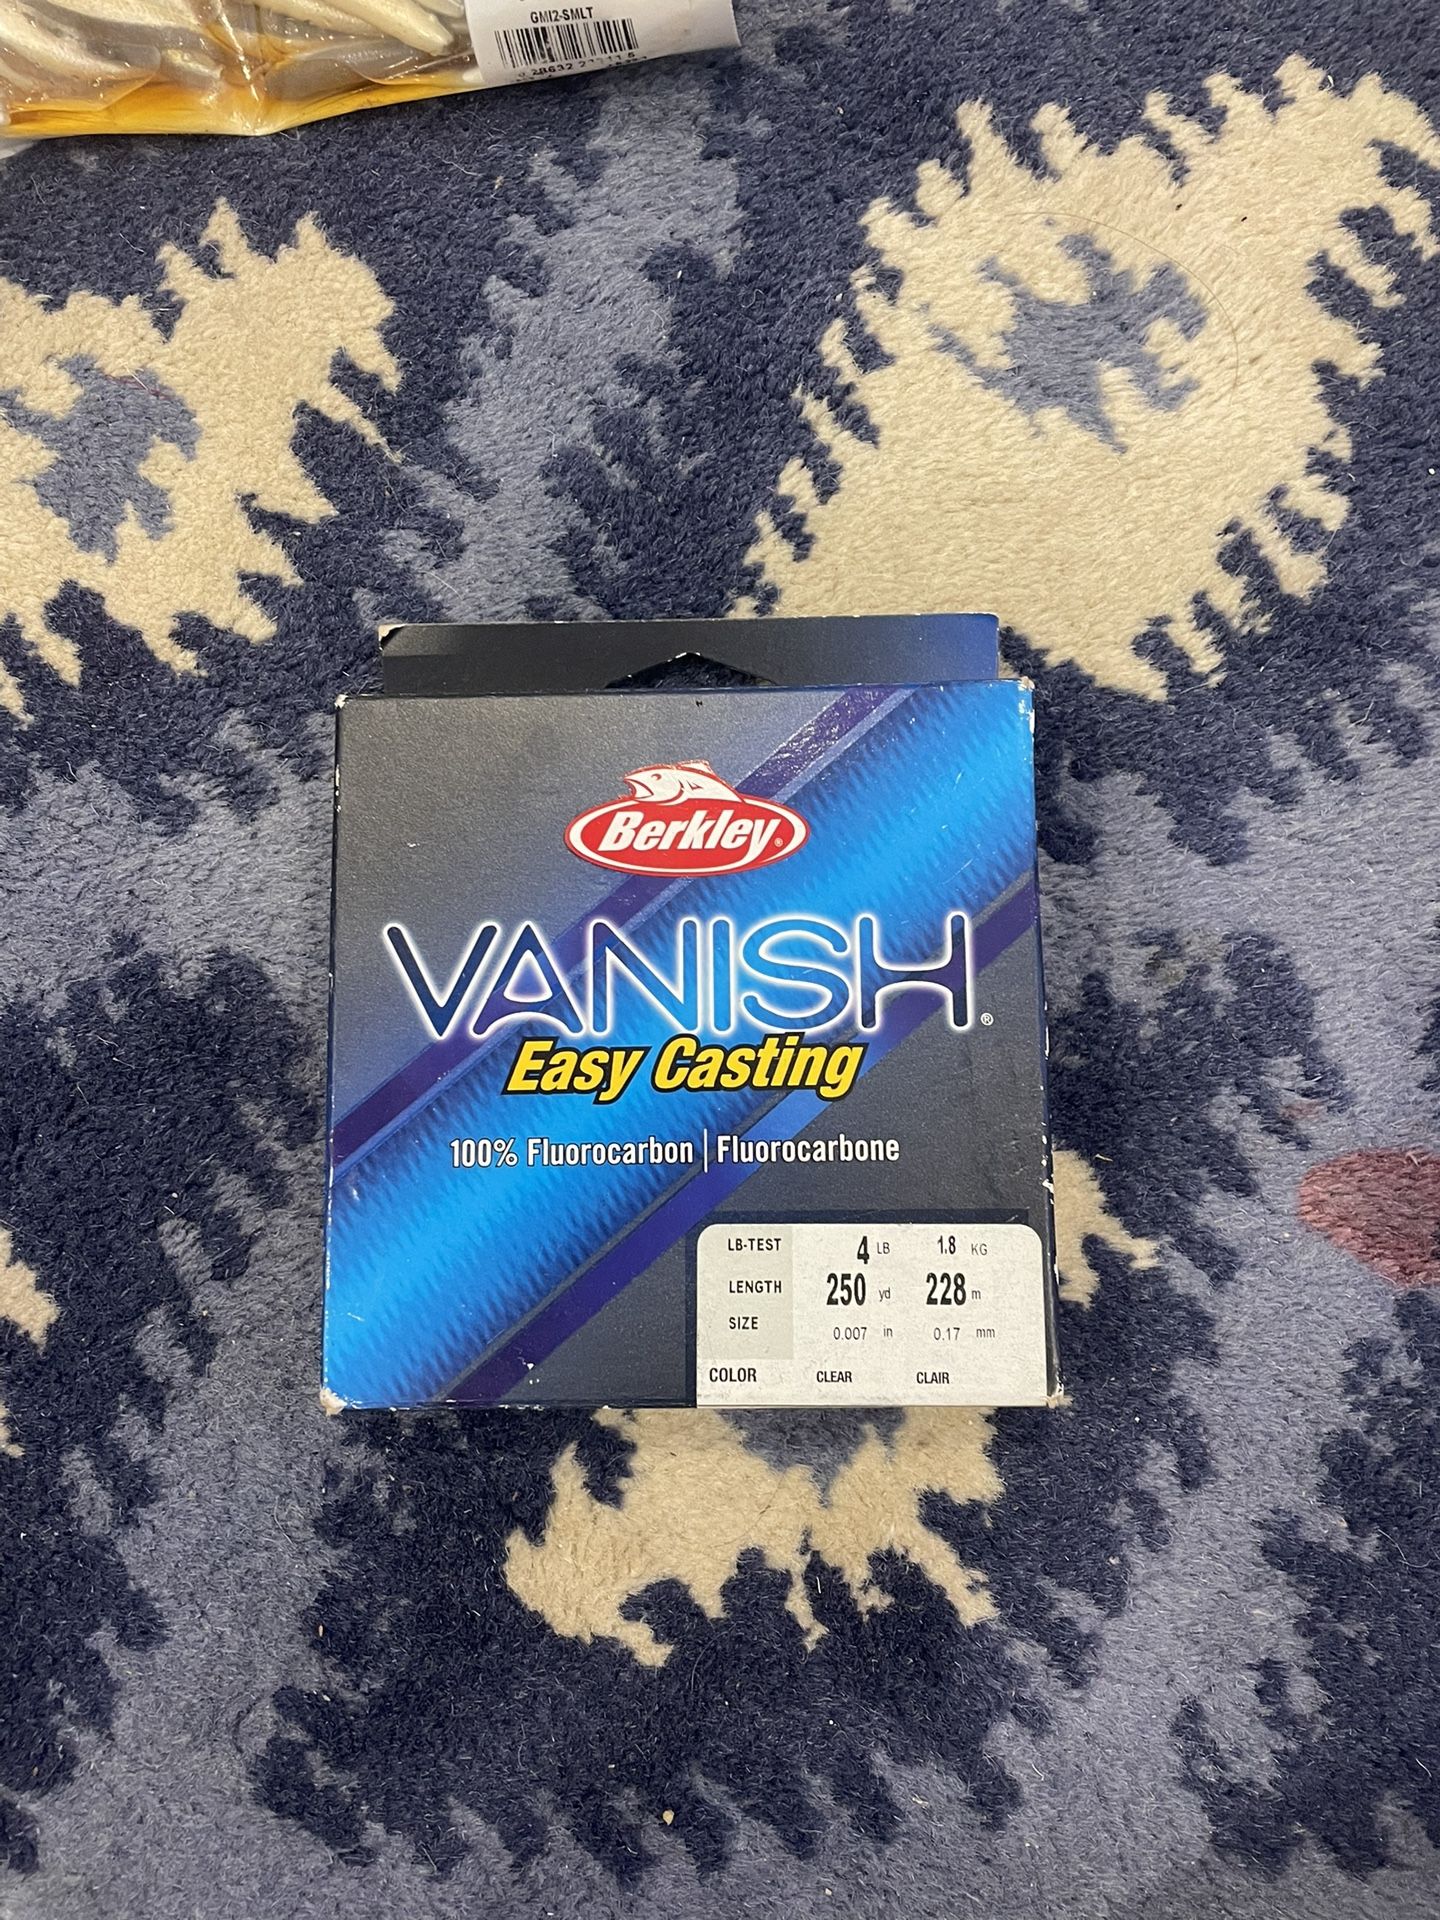 GMI2-SMLT
Berkley®
VANISH®
Easy Casting
100% Fluorocarbon | Fluorocarbone
LB-TEST 4 LB 1.8 KG
LENGTH 250 yd 228 m
SIZE 0.007 in 0.17 mm
COLOR CLEAR CLAIR